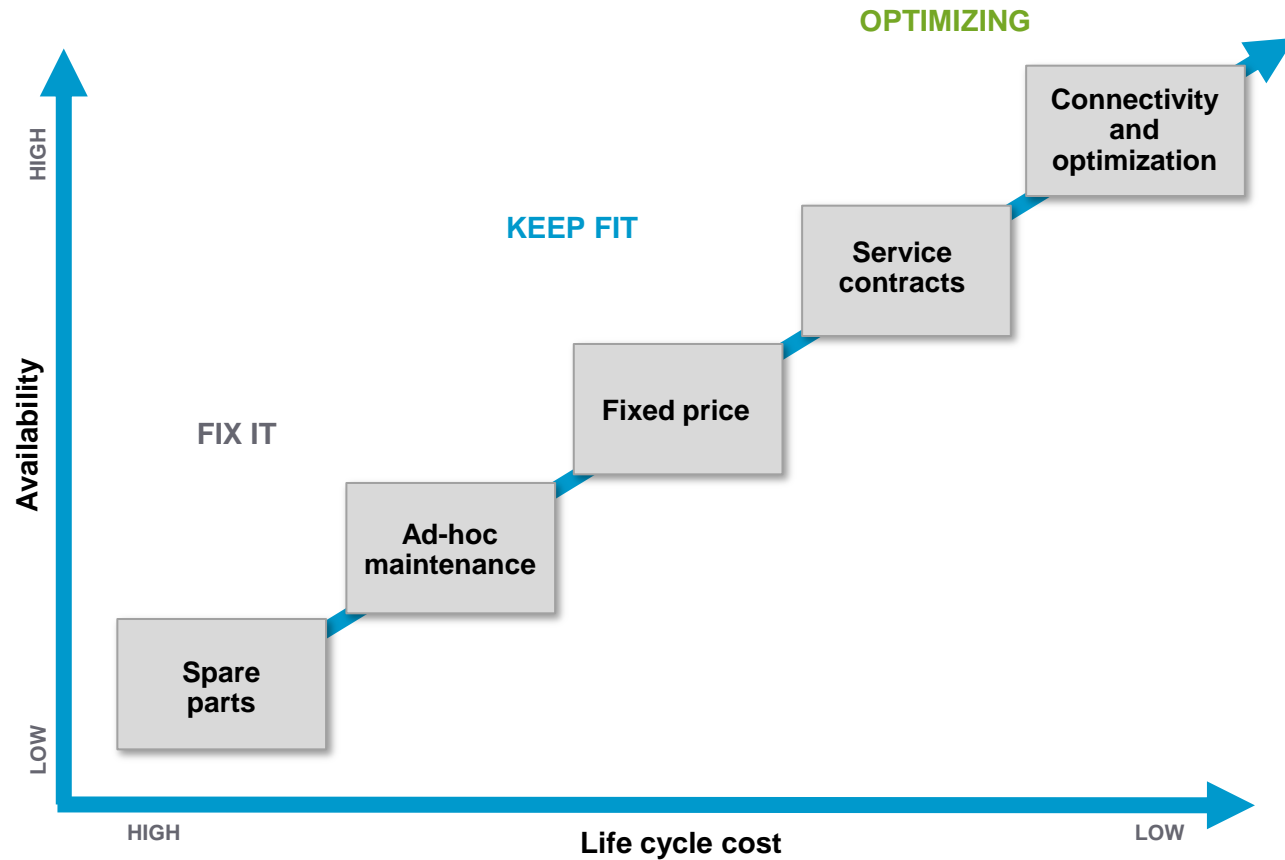 OPTIMIZING
Connectivity
and
optimization
HIGH
KEEP FIT
Service
contracts
Availability
Fixed price
FIX IT
Ad-hoc
maintenance
Spare
parts
LOW
HIGH
Life cycle cost
LOW